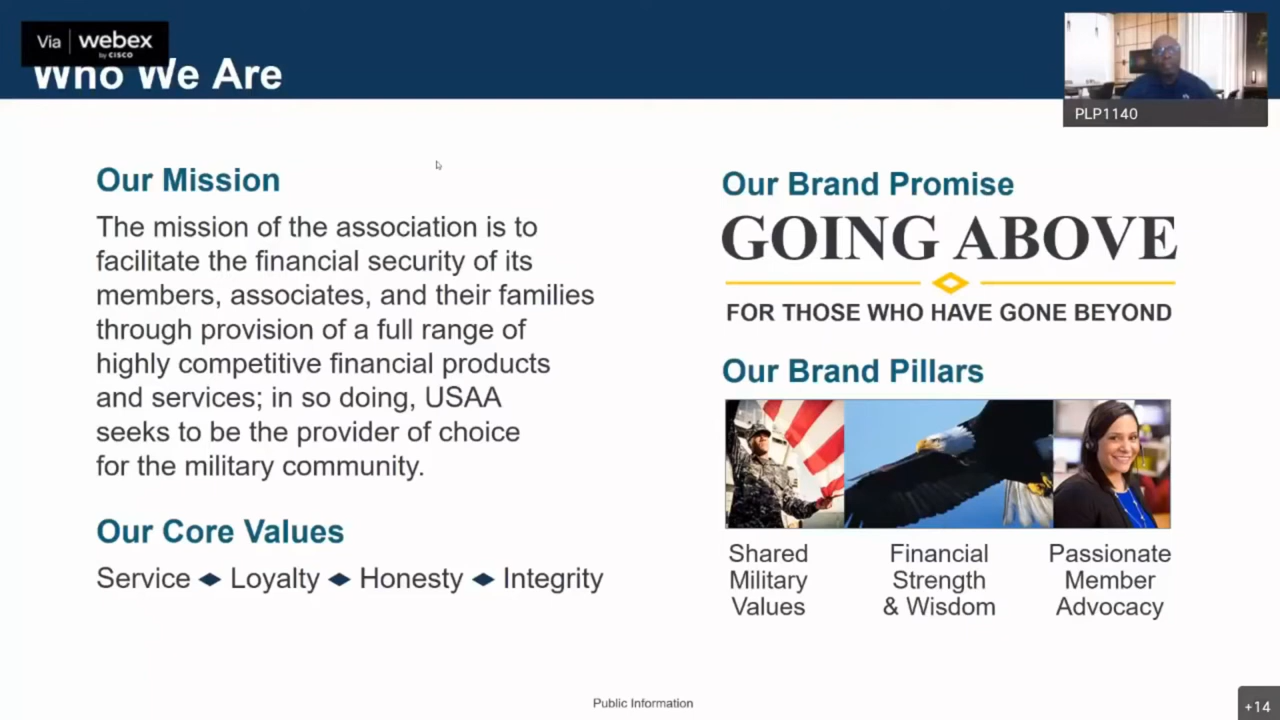 Via webex
by CISCO
Who We Are
PLP1140
Our Mission
The mission of the association is to
facilitate the financial security of its
members, associates, and their families
through provision of a full range of
highly competitive financial products
and services; in so doing, USAA
seeks to be the provider of choice
for the military community.
Our Core Values
Service ◆ Loyalty ◆ Honesty ◆ Integrity
Our Brand Promise
GOING ABOVE
FOR THOSE WHO HAVE GONE BEYOND
Our Brand Pillars
Shared
Military
Values
Financial
Strength
& Wisdom
Passionate
Member
Advocacy
Public Information
+14